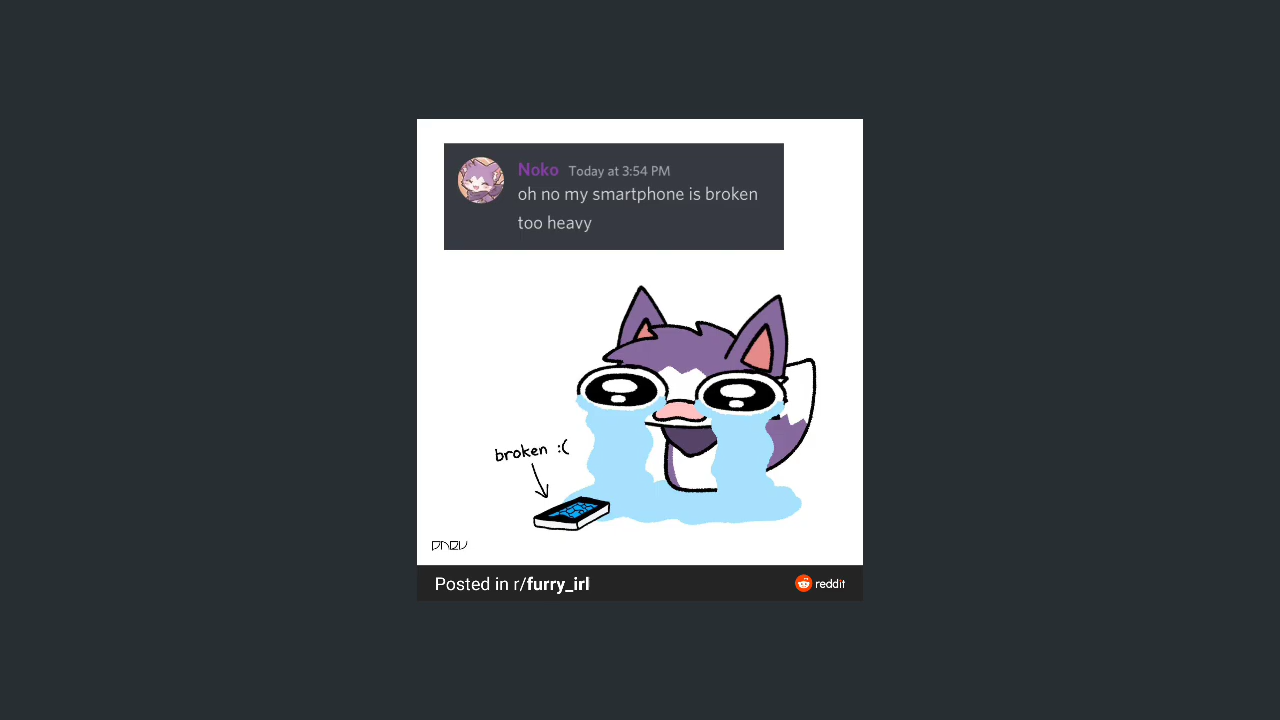 Noko Today at 3:54 PM
oh no my smartphone is broken
too heavy
broken :(
Posted in r/furry_irl
reddit